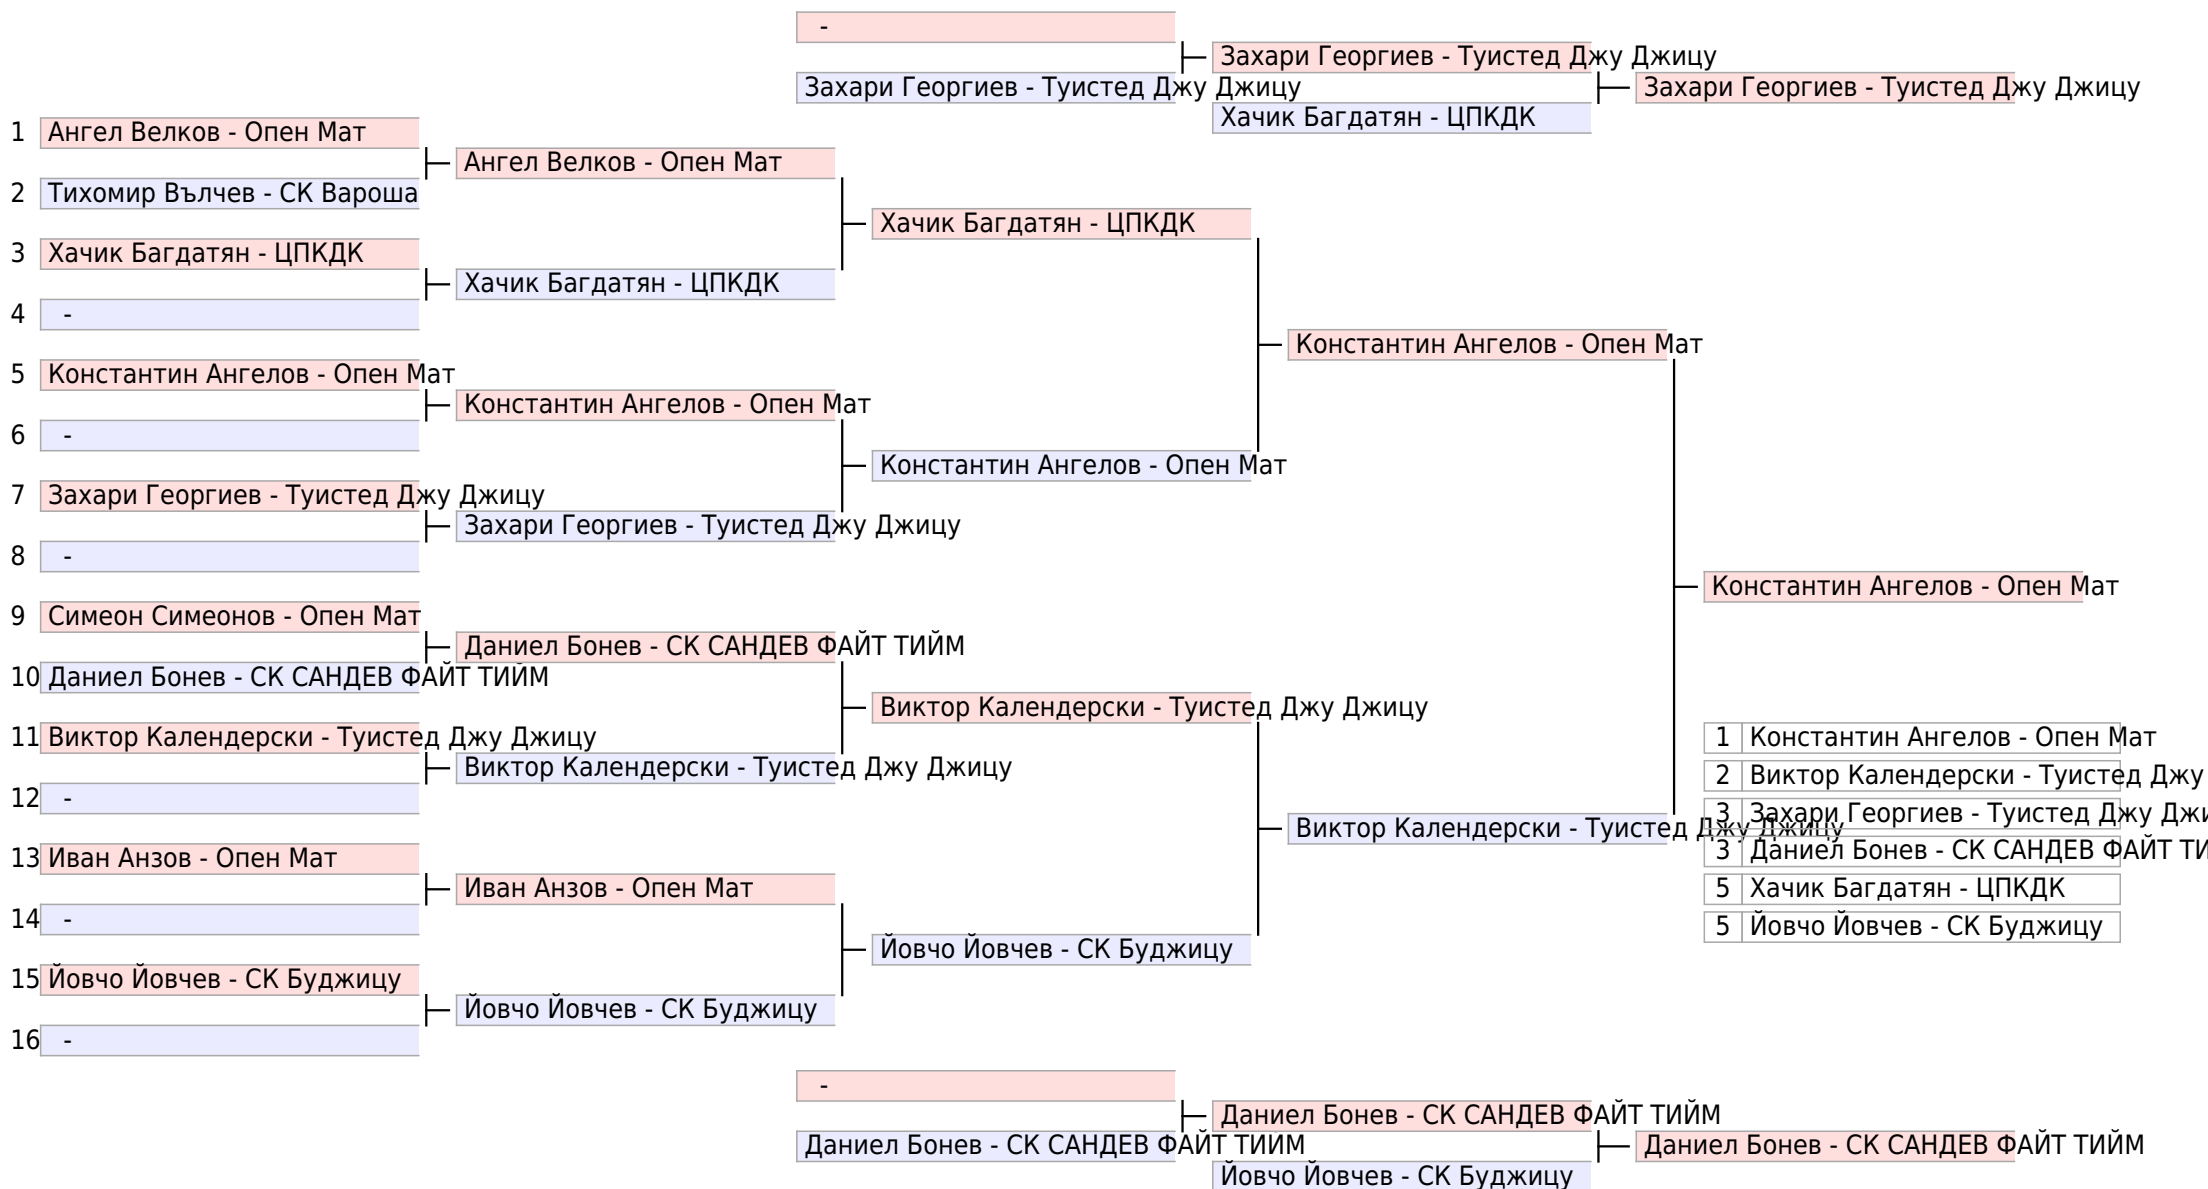 -
Захари Георгиев - Туистед Джу Джицу
Захари Георгиев - Туистед Джу Джицу
Захари Георгиев - Туистед Джу Джицу
Хачик Багдатян - ЦПКДК
1 Ангел Велков - Опен Мат
Ангел Велков - Опен Мат
2 Тихомир Вълчев - СК Вароша
Хачик Багдатян - ЦПКДК
3 Хачик Багдатян - ЦПКДК
Хачик Багдатян - ЦПКДК
4 -
Константин Ангелов - Опен Мат
5 Константин Ангелов - Опен Мат
Константин Ангелов - Опен Мат
6 -
Константин Ангелов - Опен Мат
7 Захари Георгиев - Туистед Джу Джицу
Захари Георгиев - Туистед Джу Джицу
8 -
Константин Ангелов - Опен Мат
9 Симеон Симеонов - Опен Мат
Даниел Бонев - СК САНДЕВ ФАЙТ ТИЙМ
10 Даниел Бонев - СК САНДЕВ ФАЙТ ТИЙМ
Виктор Календерски - Туистед Джу Джицу
11 Виктор Календерски - Туистед Джу Джицу
1 Константин Ангелов - Опен Мат
Виктор Календерски - Туистед Джу Джицу
2 Виктор Календерски - Туистед Джу
12 -
3 Захари Георгиев - Туистед Джу
Виктор Календерски - Туистед Джу Джицу
13 Иван Анзов - Опен Мат
3 Даниел Бонев - СК САНДЕВ ФАЙТ
Иван Анзов - Опен Мат
5 Хачик Багдатян - ЦПКДК
14 -
5 Йовчо Йовчев - СК Буджицу
Йовчо Йовчев - СК Буджицу
15 Йовчо Йовчев - СК Буджицу
Йовчо Йовчев - СК Буджицу
16 -
-
Даниел Бонев - СК САНДЕВ ФАЙТ ТИЙМ
Даниел Бонев - СК САНДЕВ ФАЙТ ТИЙМ
Даниел Бонев - СК САНДЕВ ФАЙТ ТИЙМ
Йовчо Йовчев - СК Буджицу